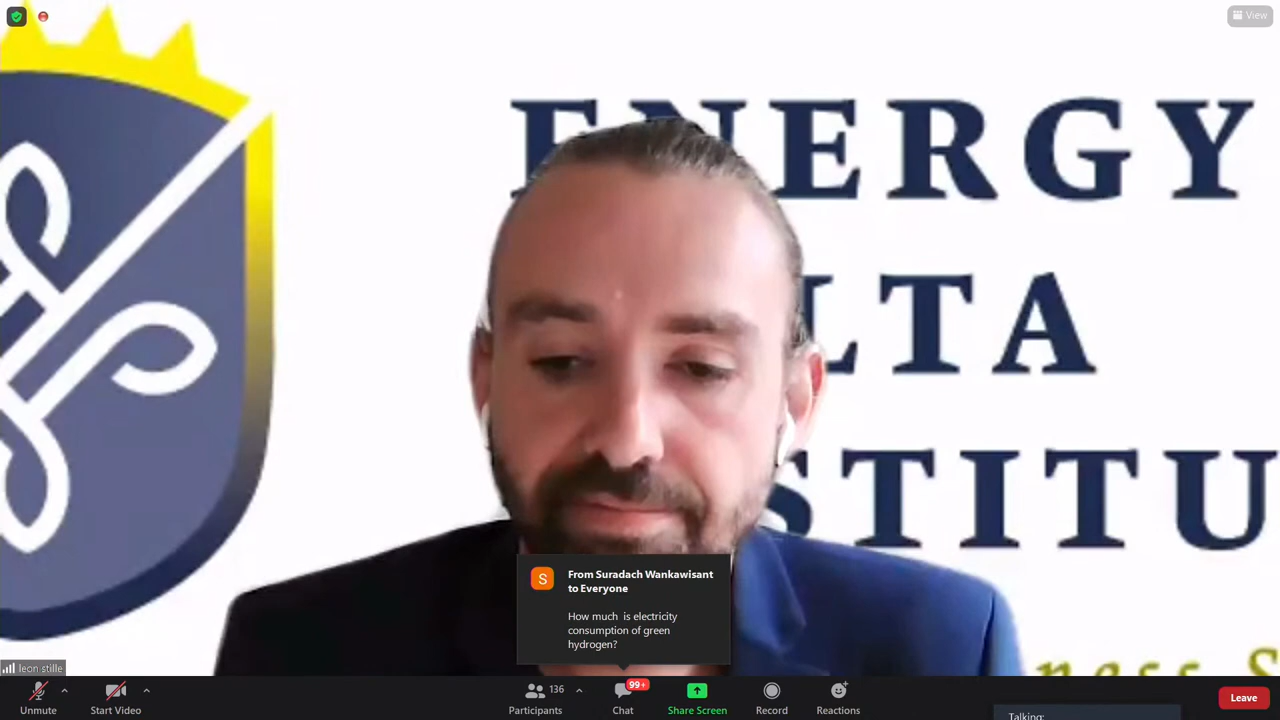 View
ENERGY
LTA
STITU
ness S
From Suradach Wankawisant
to Everyone
S
How much is electricity
consumption of green
hydrogen?
leon stille
Unmute
Start Video
136
Participants
99+
Chat
Share Screen
Record
Reactions
Talking:
Leave